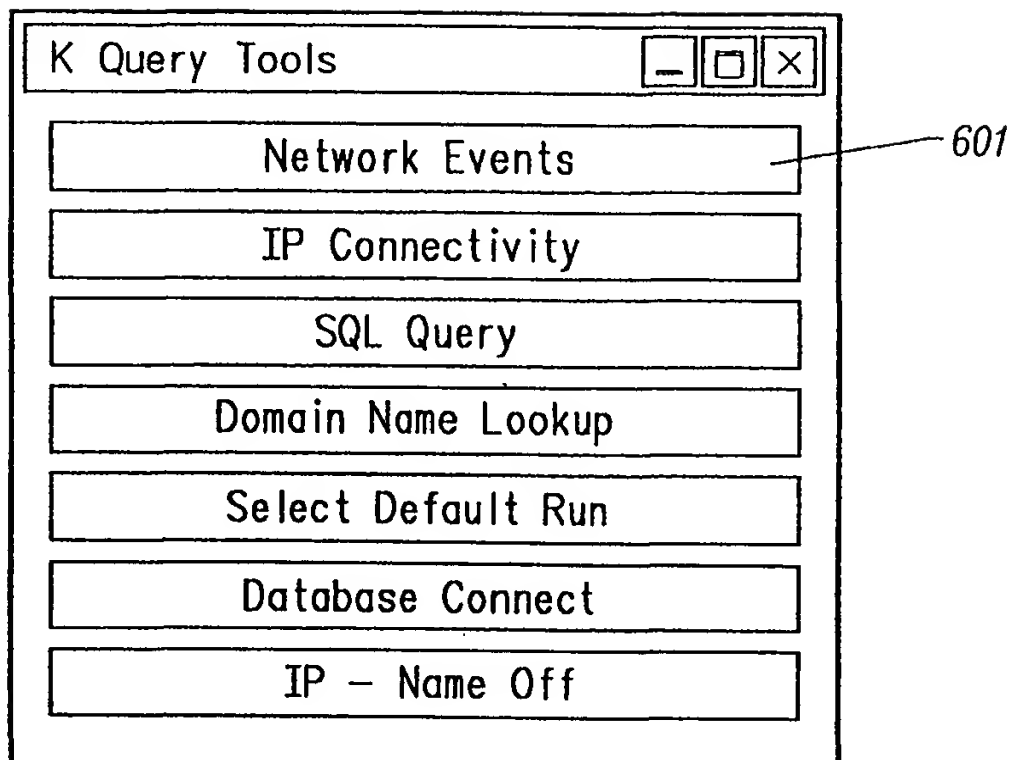 K Query Tools
Network Events
601
IP Connectivity
SQL Query
Domain Name Lookup
Select Default Run
Database Connect
IP – Name Off